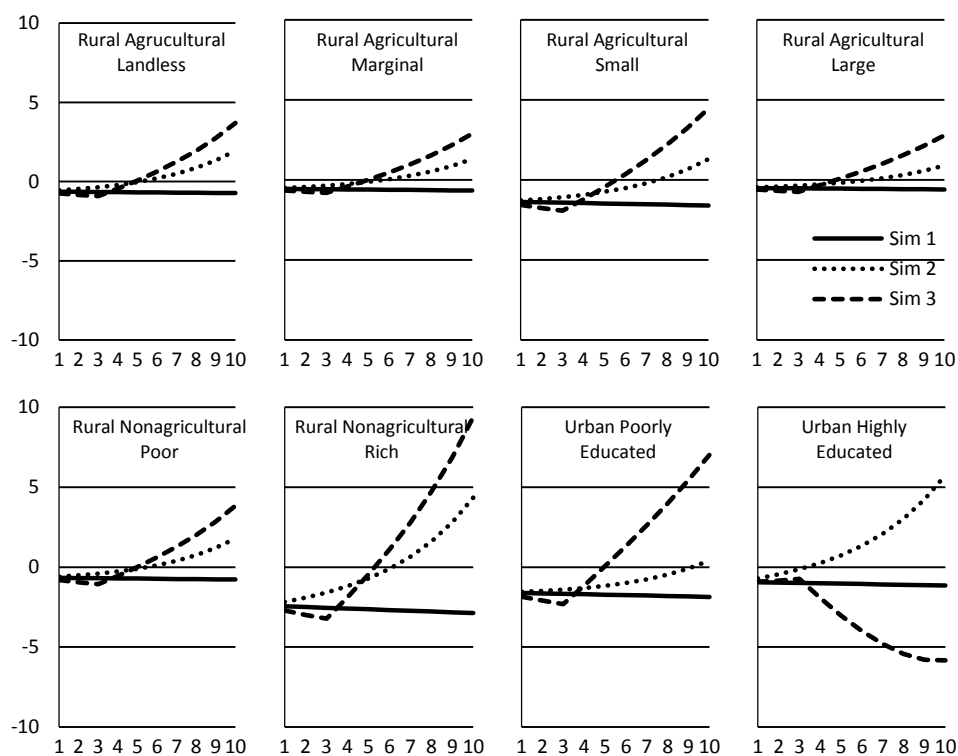 10
5
0
-5
-10
Rural Agrucultural
Landless
1 2 3 4 5 6 7 8 9 10
Rural Agricultural
Marginal
1 2 3 4 5 6 7 8 9 10
Rural Agricultural
Small
1 2 3 4 5 6 7 8 9 10
Rural Agricultural
Large
Sim 1
Sim 2
Sim 3
1 2 3 4 5 6 7 8 9 10
10
5
0
-5
-10
Rural Nonagricultural
Poor
1 2 3 4 5 6 7 8 9 10
Rural Nonagricultural
Rich
1 2 3 4 5 6 7 8 9 10
Urban Poorly
Educated
1 2 3 4 5 6 7 8 9 10
Urban Highly
Educated
1 2 3 4 5 6 7 8 9 10